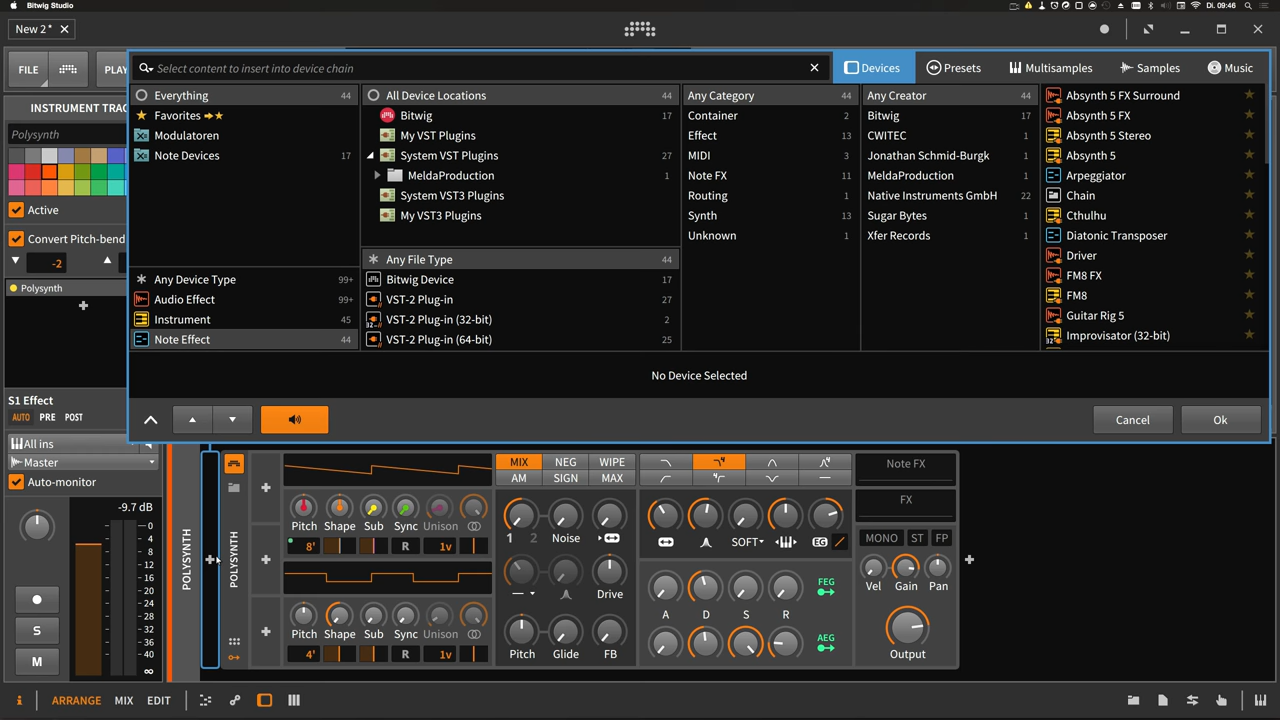 Bitwig Studio
Di. 09:46
New 2 *
FILE
PLAY
Select content to insert into device chain
Devices
Presets
Multisamples
Samples
Music
INSTRUMENT TRAC
Polysynth
Active
Convert Pitch-bend
-2
Polysynth
Everything 44
Favorites
Modulatoren
Note Devices 17
Any Device Type 99+
Audio Effect 99+
Instrument 45
Note Effect 44
All Device Locations 44
Bitwig 17
My VST Plugins
System VST Plugins 27
MeldaProduction 1
System VST3 Plugins
My VST3 Plugins
Any File Type 44
Bitwig Device 17
VST-2 Plug-in 27
VST-2 Plug-in (32-bit) 2
VST-2 Plug-in (64-bit) 25
Any Category 44
Container 2
Effect 13
MIDI 3
Note FX 11
Routing 1
Synth 13
Unknown 1
Any Creator 44
Bitwig 17
CWITEC 1
Jonathan Schmid-Burgk 1
MeldaProduction 1
Native Instruments GmbH 22
Sugar Bytes 1
Xfer Records 1
Absynth 5 FX Surround
Absynth 5 FX
Absynth 5 Stereo
Absynth 5
Arpeggiator
Chain
Cthulhu
Diatonic Transposer
Driver
FM8 FX
FM8
Guitar Rig 5
Improvisator (32-bit)
No Device Selected
Cancel
Ok
S1 Effect
AUTO PRE POST
All ins
Master
Auto-monitor
-9.7 dB
0
4
8
12
16
20
24
28
32
36
40
∞
S
M
POLYSYNTH
POLYSYNTH
Pitch Shape Sub Sync Unison
8' R 1v
Pitch Shape Sub Sync Unison
4' R 1v
MIX NEG WIPE
AM SIGN MAX
1 2 Noise
Drive
Pitch Glide FB
SOFT
EG
A D S R
FEG
AEG
Note FX
FX
MONO ST FP
Vel Gain Pan
Output
i ARRANGE MIX EDIT